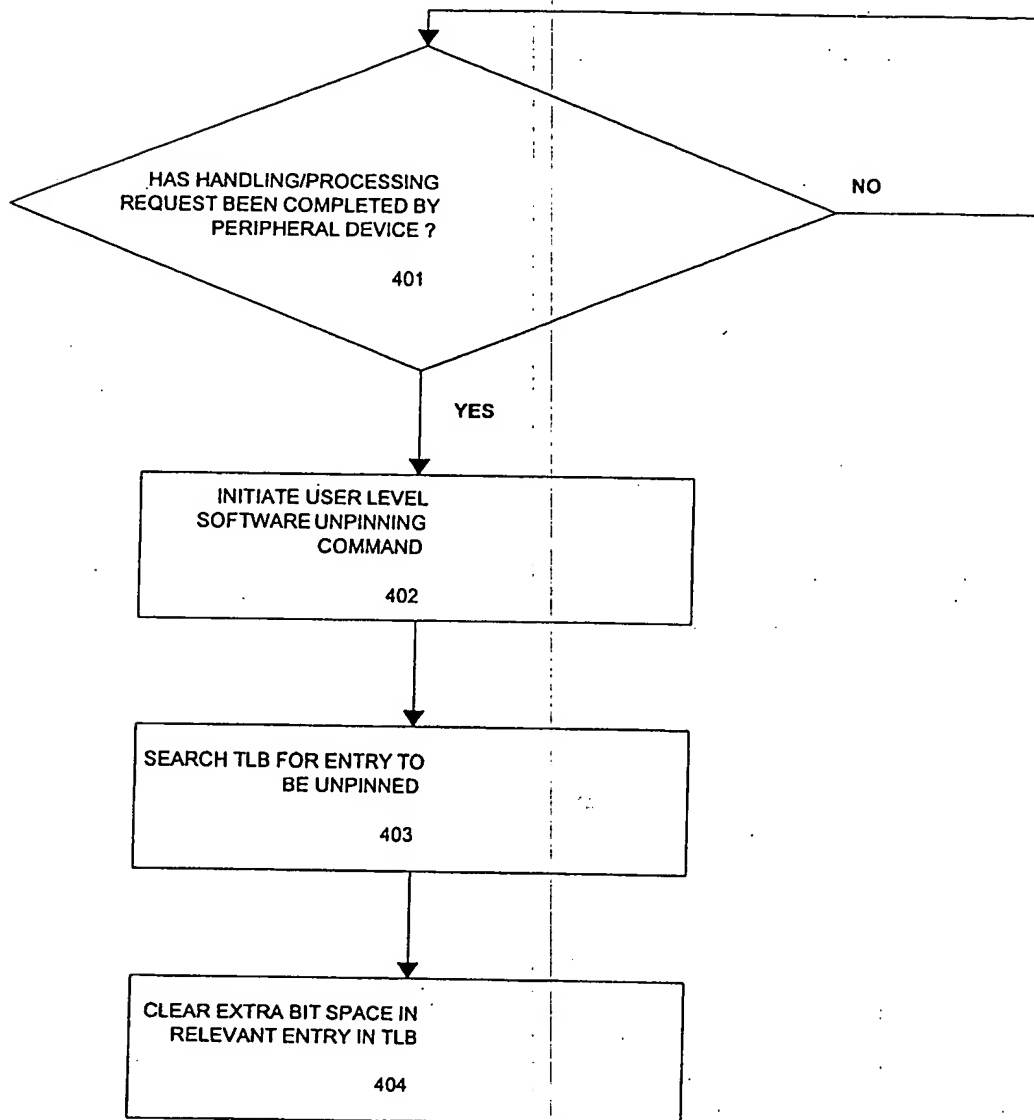 HAS HANDLING/PROCESSING
REQUEST BEEN COMPLETED BY
PERIPHERAL DEVICE ?
401
NO
YES
INITIATE USER LEVEL
SOFTWARE UNPINNING
COMMAND
402
SEARCH TLB FOR ENTRY TO
BE UNPINNED
403
CLEAR EXTRA BIT SPACE IN
RELEVANT ENTRY IN TLB
404